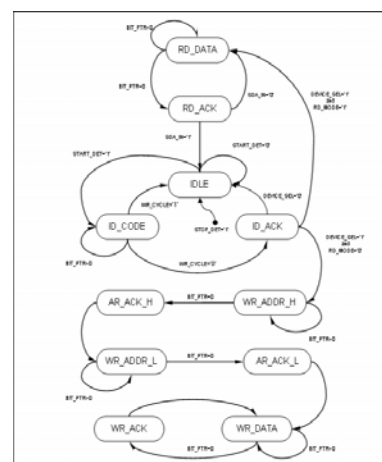 BIT_PTR=0
RD_DATA
BIT_PTR=0
SDA_IN='0'
DEVICE_SEL='1'
and
RD_MODE='1'
RD_ACK
SDA_IN='1'
START_DET='1'
START_DET='0'
IDLE
WR_CYCLE='1'
DEVICE_SEL='0'
ID_CODE
STOP_DET='1'
ID_ACK
DEVICE_SEL='1'
and
RD_MODE='0'
BIT_PTR=0
WR_CYCLE='0'
AR_ACK_H
BIT_PTR=0
WR_ADDR_H
BIT_PTR=0
WR_ADDR_L
BIT_PTR=0
AR_ACK_L
BIT_PTR=0
WR_ACK
WR_DATA
BIT_PTR=0
BIT_PTR=0